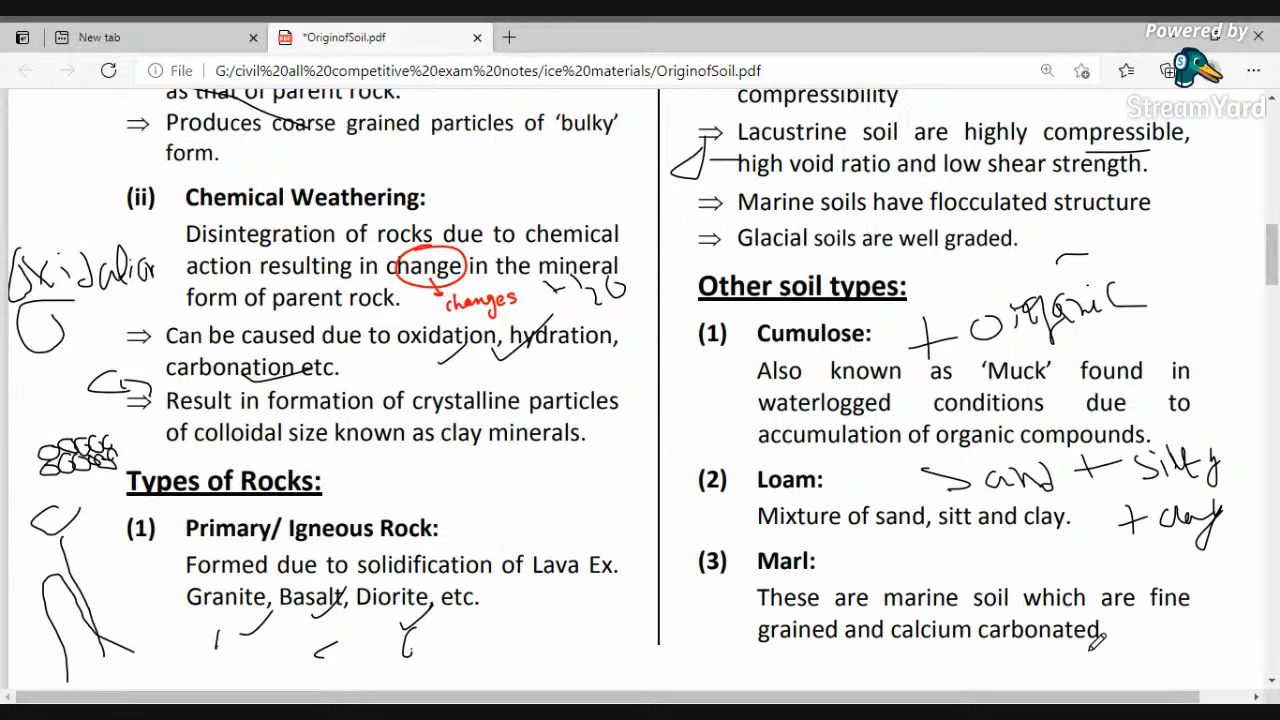 New tab
*OriginofSoil.pdf
Powered by
File
G:/civil%20all%20competitive%20exam%20notes/ice%20materials/OriginofSoil.pdf
StreamYard
as that of parent rock.
⇒ Produces coarse grained particles of ‘bulky’
form.
(ii) Chemical Weathering:
Disintegration of rocks due to chemical
action resulting in change in the mineral
form of parent rock.
changes
H2O
Oxidation
⇒ Can be caused due to oxidation, hydration,
carbonation etc.
⇒ Result in formation of crystalline particles
of colloidal size known as clay minerals.
Types of Rocks:
(1) Primary/ Igneous Rock:
Formed due to solidification of Lava Ex.
Granite, Basalt, Diorite, etc.
compressibility
⇒ Lacustrine soil are highly compressible,
high void ratio and low shear strength.
⇒ Marine soils have flocculated structure
⇒ Glacial soils are well graded.
Other soil types:
(1) Cumulose:
+ organic
Also known as ‘Muck’ found in
waterlogged conditions due to
accumulation of organic compounds.
(2) Loam:
Sand + silty
+ clay
Mixture of sand, sitt and clay.
(3) Marl:
These are marine soil which are fine
grained and calcium carbonated.